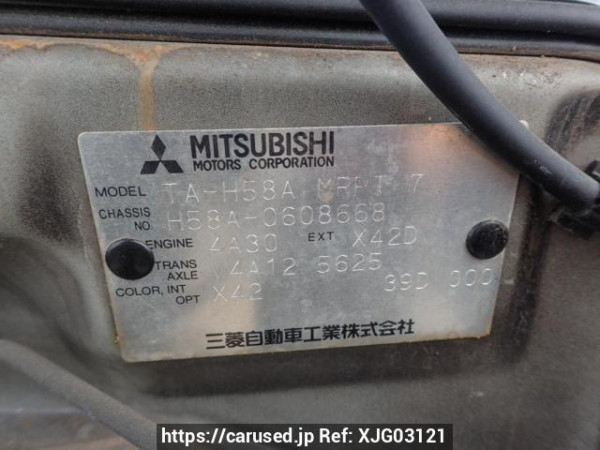 MITSUBISHI
MOTORS CORPORATION
MODEL TA-H58A
CHASSIS NO. H58A-0608668
ENGINE 4A30 EXT X42D
TRANS AXLE V4A12 5625
COLOR, INT OPT X42 39D 000
三菱自動車工業株式会社
https://carused.jp Ref: XJG03121